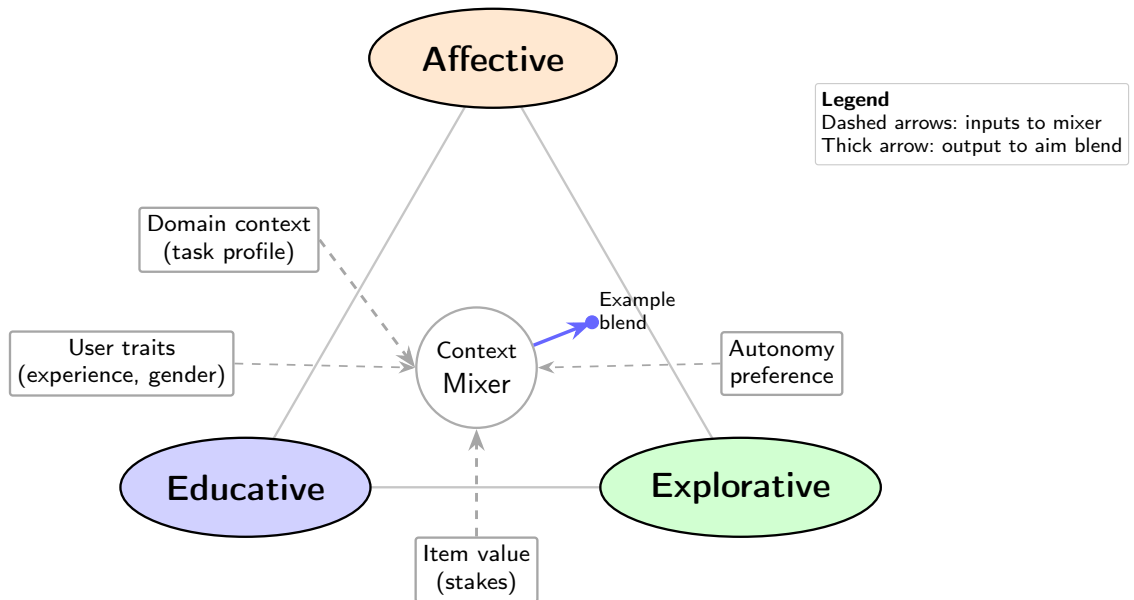 Affective
Legend
Dashed arrows: inputs to mixer
Thick arrow: output to aim blend
Domain context
(task profile)
Example
blend
User traits
(experience, gender)
Context
Mixer
Autonomy
preference
Educative
Explorative
Item value
(stakes)